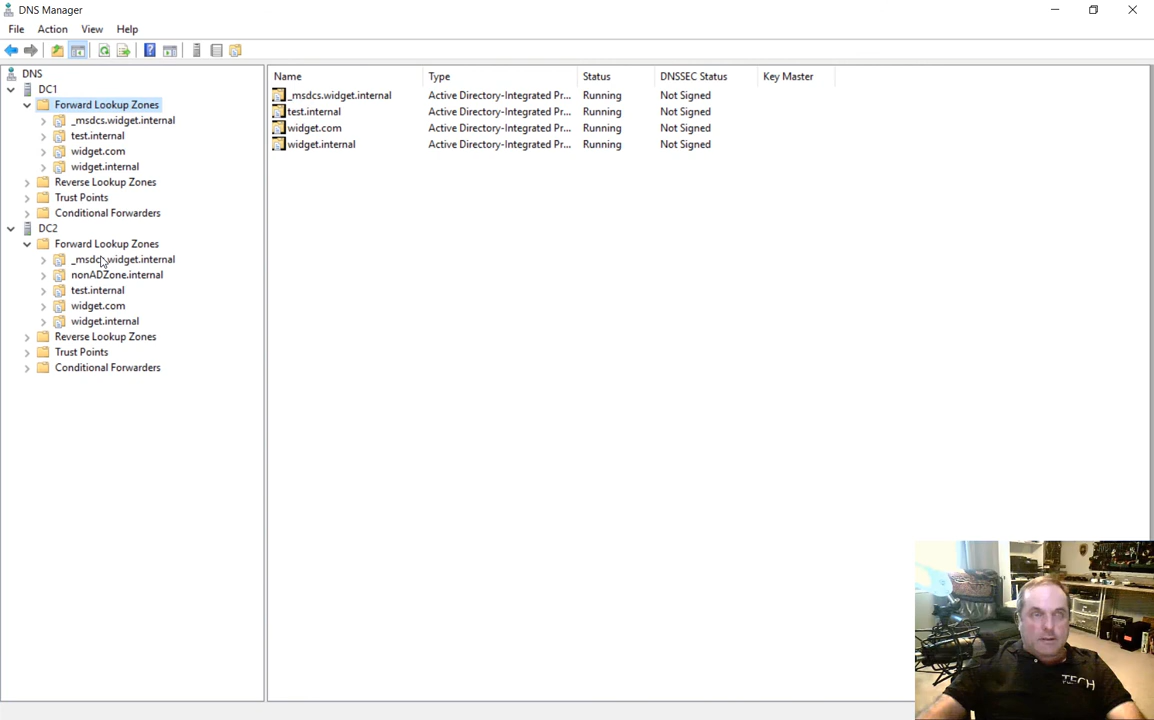 DNS Manager
File Action View Help
DNS
DC1
Forward Lookup Zones
_msdcs.widget.internal
test.internal
widget.com
widget.internal
Reverse Lookup Zones
Trust Points
Conditional Forwarders
DC2
Forward Lookup Zones
_msdcs.widget.internal
nonADZone.internal
test.internal
widget.com
widget.internal
Reverse Lookup Zones
Trust Points
Conditional Forwarders
Name Type Status DNSSEC Status Key Master
_msdcs.widget.internal Active Directory-Integrated Pr... Running Not Signed
test.internal Active Directory-Integrated Pr... Running Not Signed
widget.com Active Directory-Integrated Pr... Running Not Signed
widget.internal Active Directory-Integrated Pr... Running Not Signed
TECH